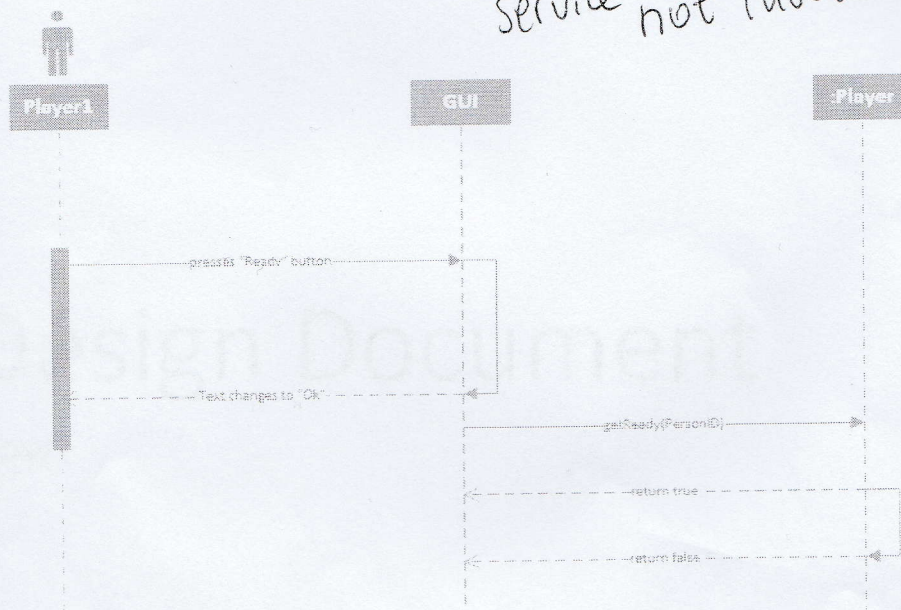 service
not
Player1
GUI
:Player
presses "Ready" button
Text changes to "Ok"
getReady(PersonID)
return true
return false
Design Document